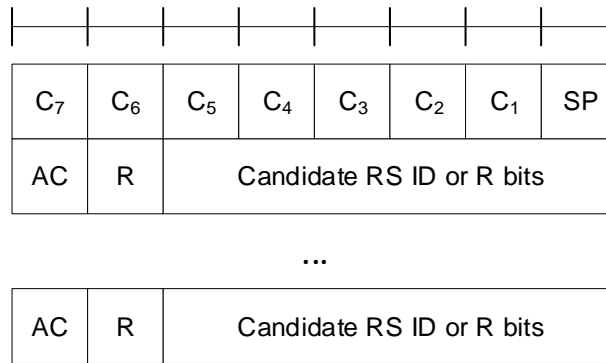 C₇ C₆ C₅ C₄ C₃ C₂ C₁ SP
AC R Candidate RS ID or R bits
...
AC R Candidate RS ID or R bits